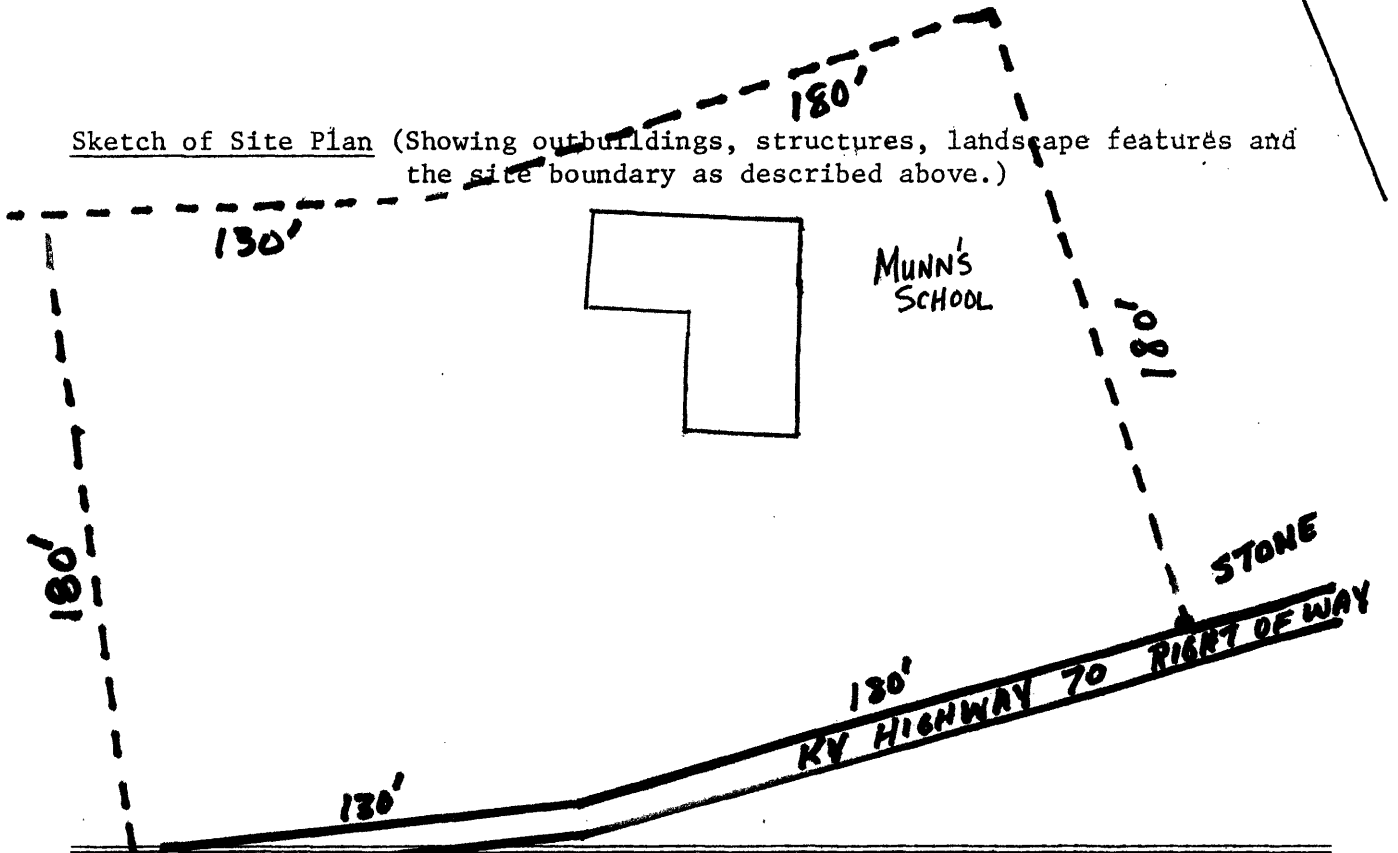 180'
Sketch of Site Plan (Showing outbuildings, structures, landscape features and
the site boundary as described above.)
130'
MUNN'S
SCHOOL
180'
STONE
180'
180'
KY HIGHWAY 70 RIGHT OF WAY
130'